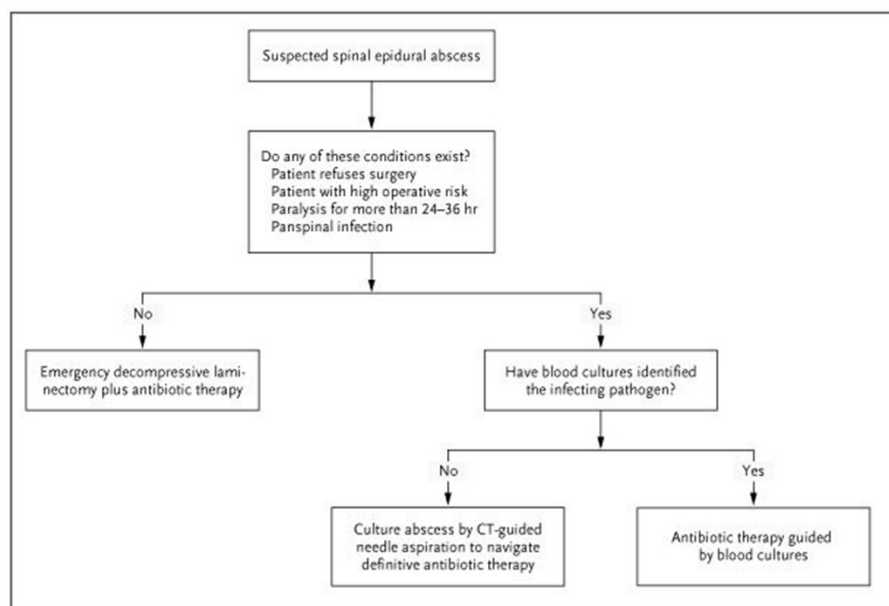 Suspected spinal epidural abscess
Do any of these conditions exist?
Patient refuses surgery
Patient with high operative risk
Paralysis for more than 24–36 hr
Panspinal infection
No
Yes
Emergency decompressive lami-
nectomy plus antibiotic therapy
Have blood cultures identified
the infecting pathogen?
No
Yes
Culture abscess by CT-guided
needle aspiration to navigate
definitive antibiotic therapy
Antibiotic therapy guided
by blood cultures